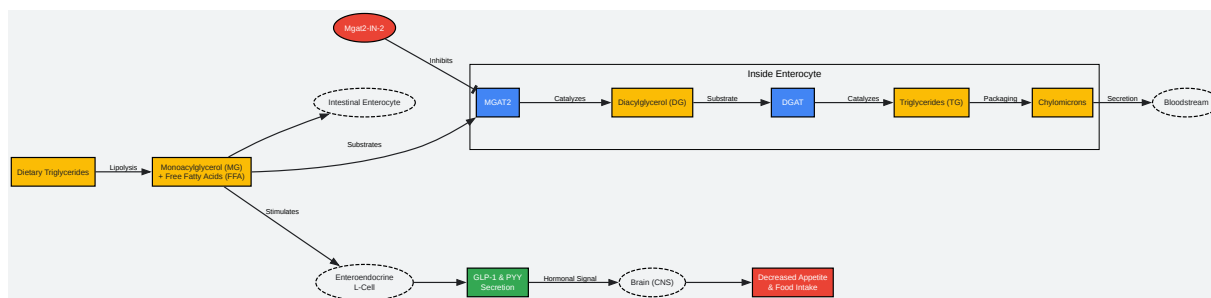 Mgat2-IN-2
Inhibits
Inside Enterocyte
Intestinal Enterocyte
MGAT2
Catalyzes
Diacylglycerol (DG)
Substrate
DGAT
Catalyzes
Triglycerides (TG)
Packaging
Chylomicrons
Secretion
Bloodstream
Substrates
Dietary Triglycerides
Lipolysis
Monoacylglycerol (MG)
+ Free Fatty Acids (FFA)
Stimulates
Enteroendocrine
L-Cell
GLP-1 & PYY
Secretion
Hormonal Signal
Brain (CNS)
Decreased Appetite
& Food Intake